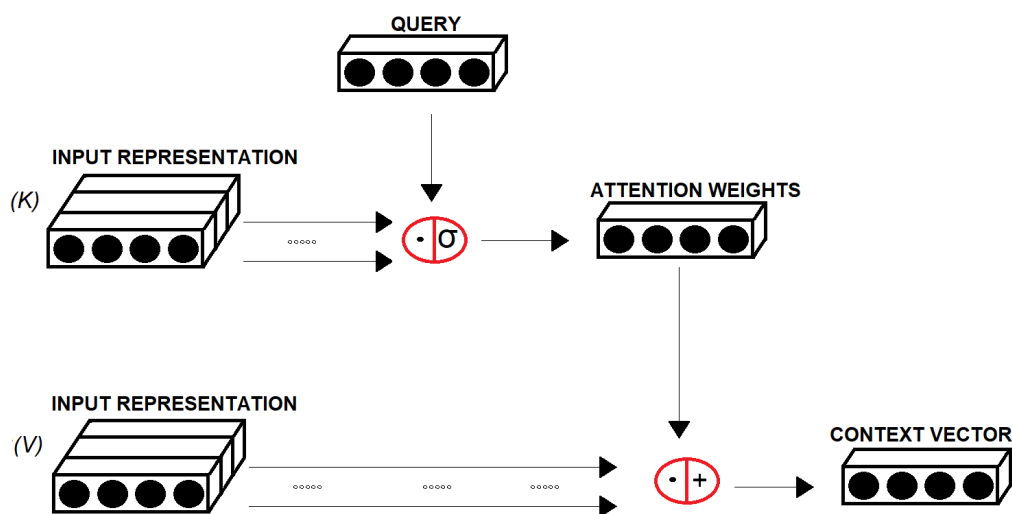 QUERY
INPUT REPRESENTATION
(K)
· σ
ATTENTION WEIGHTS
INPUT REPRESENTATION
(V)
· +
CONTEXT VECTOR